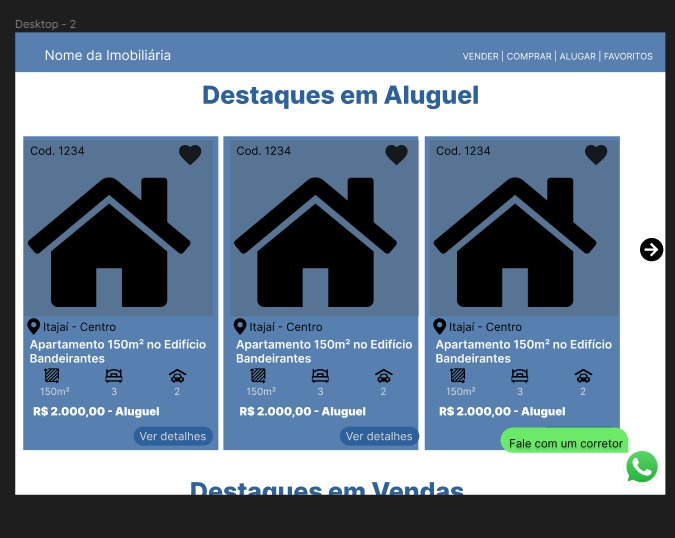 Desktop - 2
Nome da Imobiliária
VENDER | COMPRAR | ALUGAR | FAVORITOS
Destaques em Aluguel
Cod. 1234
Itajaí - Centro
Apartamento 150m² no Edifício
Bandeirantes
150m² 3 2
R$ 2.000,00 - Aluguel
Ver detalhes
Cod. 1234
Itajaí - Centro
Apartamento 150m² no Edifício
Bandeirantes
150m² 3 2
R$ 2.000,00 - Aluguel
Ver detalhes
Cod. 1234
Itajaí - Centro
Apartamento 150m² no Edifício
Bandeirantes
150m² 3 2
R$ 2.000,00 - Aluguel
Fale com um corretor
Destaques em Vendas